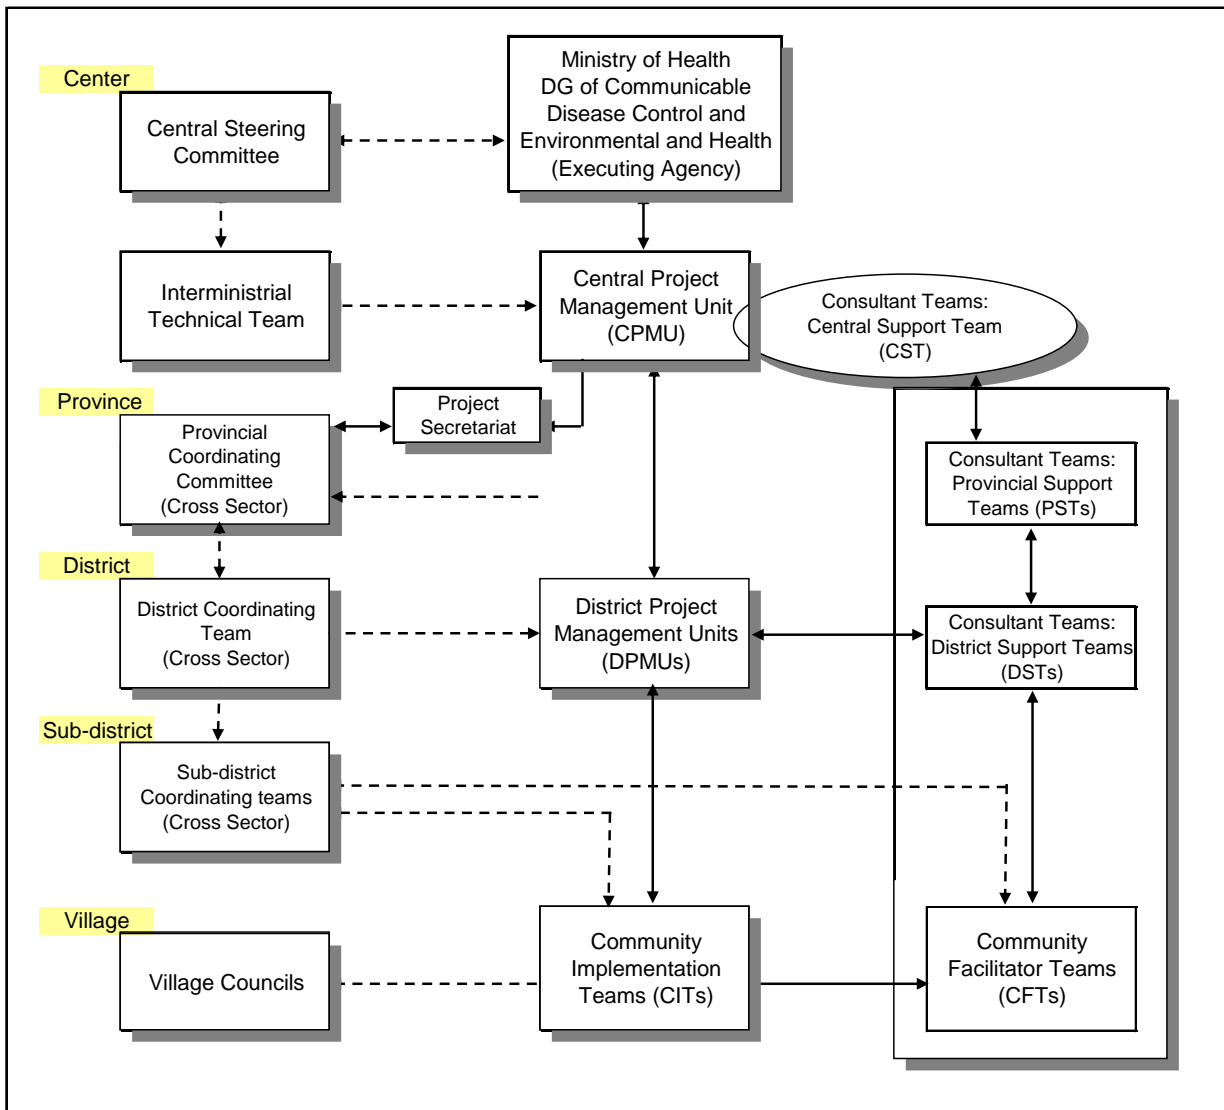 Center
Central Steering
Committee
Ministry of Health
DG of Communicable
Disease Control and
Environmental and Health
(Executing Agency)
Interministrial
Technical Team
Central Project
Management Unit
(CPMU)
Consultant Teams:
Central Support Team
(CST)
Province
Provincial
Coordinating
Committee
(Cross Sector)
Project
Secretariat
Consultant Teams:
Provincial Support
Teams (PSTs)
District
District Coordinating
Team
(Cross Sector)
District Project
Management Units
(DPMUs)
Consultant Teams:
District Support Teams
(DSTs)
Sub-district
Sub-district
Coordinating teams
(Cross Sector)
Village
Village Councils
Community
Implementation
Teams (CITs)
Community
Facilitator Teams
(CFTs)